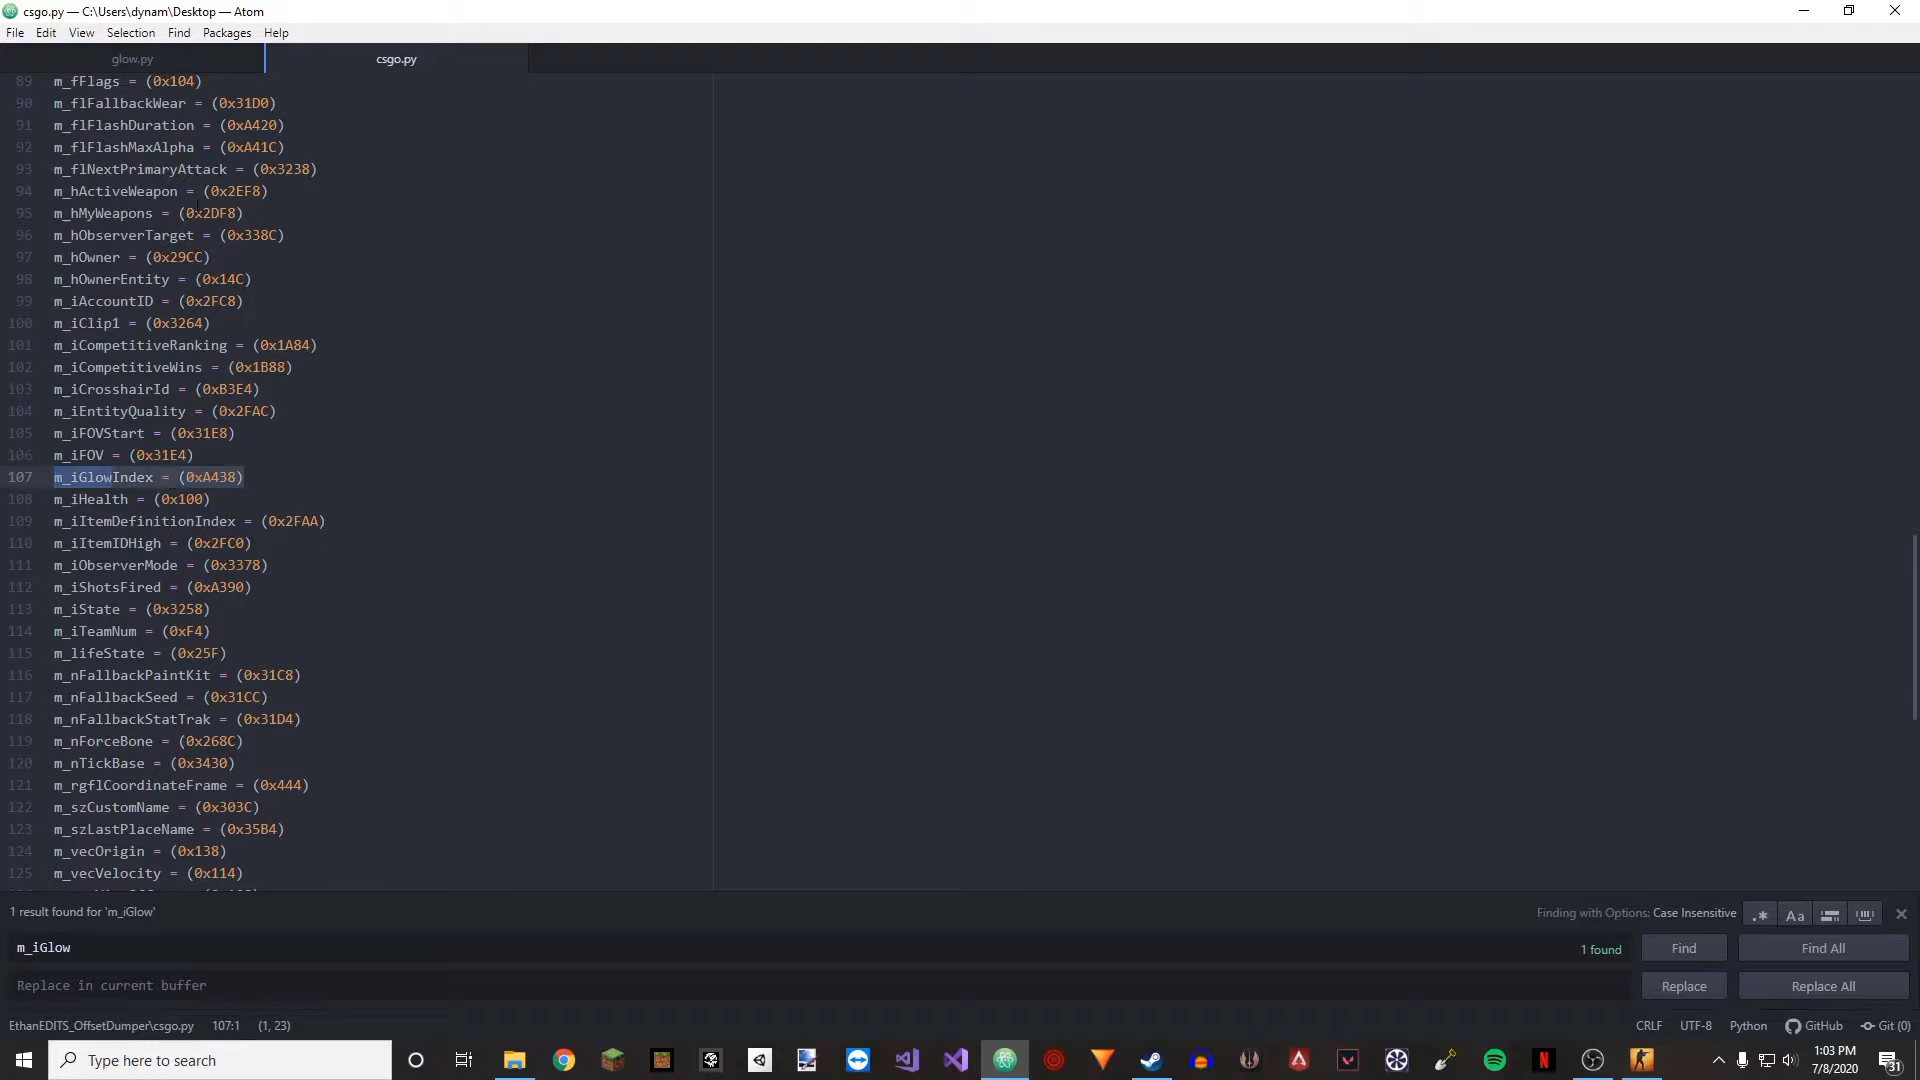 csgo.py — C:\Users\dynam\Desktop — Atom
File Edit View Selection Find Packages Help
glow.py csgo.py
89 m_fFlags = (0x104)
90 m_flFallbackWear = (0x31D0)
91 m_flFlashDuration = (0xA420)
92 m_flFlashMaxAlpha = (0xA41C)
93 m_flNextPrimaryAttack = (0x3238)
94 m_hActiveWeapon = (0x2EF8)
95 m_hMyWeapons = (0x2DF8)
96 m_hObserverTarget = (0x338C)
97 m_hOwner = (0x29CC)
98 m_hOwnerEntity = (0x14C)
99 m_iAccountID = (0x2FC8)
100 m_iClip1 = (0x3264)
101 m_iCompetitiveRanking = (0x1A84)
102 m_iCompetitiveWins = (0x1B88)
103 m_iCrosshairId = (0xB3E4)
104 m_iEntityQuality = (0x2FAC)
105 m_iFOVStart = (0x31E8)
106 m_iFOV = (0x31E4)
107 m_iGlowIndex = (0xA438)
108 m_iHealth = (0x100)
109 m_iItemDefinitionIndex = (0x2FAA)
110 m_iItemIDHigh = (0x2FC0)
111 m_iObserverMode = (0x3378)
112 m_iShotsFired = (0xA390)
113 m_iState = (0x3258)
114 m_iTeamNum = (0xF4)
115 m_lifeState = (0x25F)
116 m_nFallbackPaintKit = (0x31C8)
117 m_nFallbackSeed = (0x31CC)
118 m_nFallbackStatTrak = (0x31D4)
119 m_nForceBone = (0x268C)
120 m_nTickBase = (0x3430)
121 m_rgflCoordinateFrame = (0x444)
122 m_szCustomName = (0x303C)
123 m_szLastPlaceName = (0x35B4)
124 m_vecOrigin = (0x138)
125 m_vecVelocity = (0x114)
1 result found for 'm_iGlow' Finding with Options: Case Insensitive .* Aa
m_iGlow 1 found Find Find All
Replace in current buffer Replace Replace All
EthanEDITS_OffsetDumper\csgo.py 107:1 (1, 23) CRLF UTF-8 Python GitHub Git (0)
Type here to search 1:03 PM
7/8/2020 31